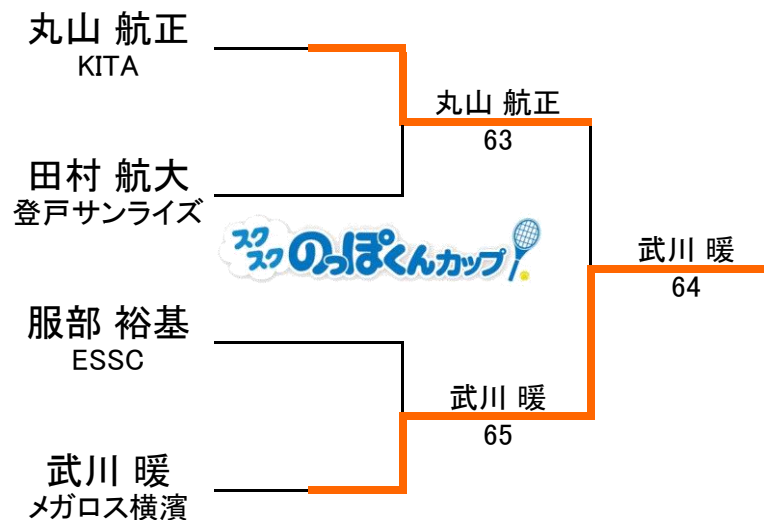 丸山 航正
KITA
丸山 航正
63
田村 航大
登戸サンライズ
スクスク のっぽくんカップ
武川 暖
64
服部 裕基
ESSC
武川 暖
65
武川 暖
メガロス横濱